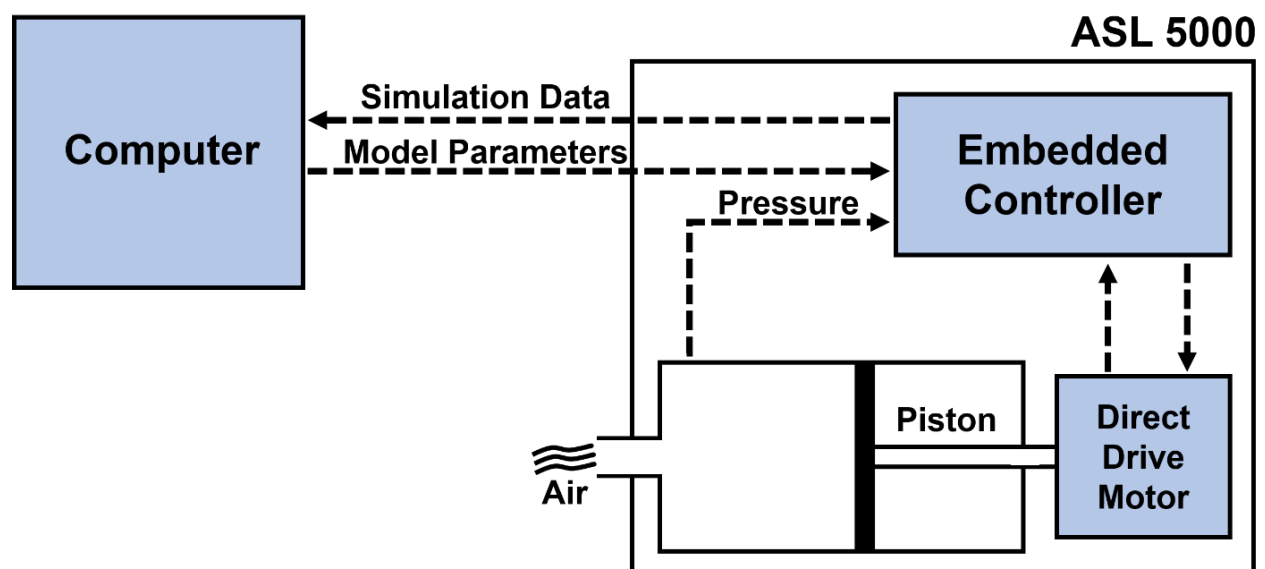 ASL 5000
Computer
Simulation Data
Model Parameters
Pressure
Embedded
Controller
Piston
Direct
Drive
Motor
Air